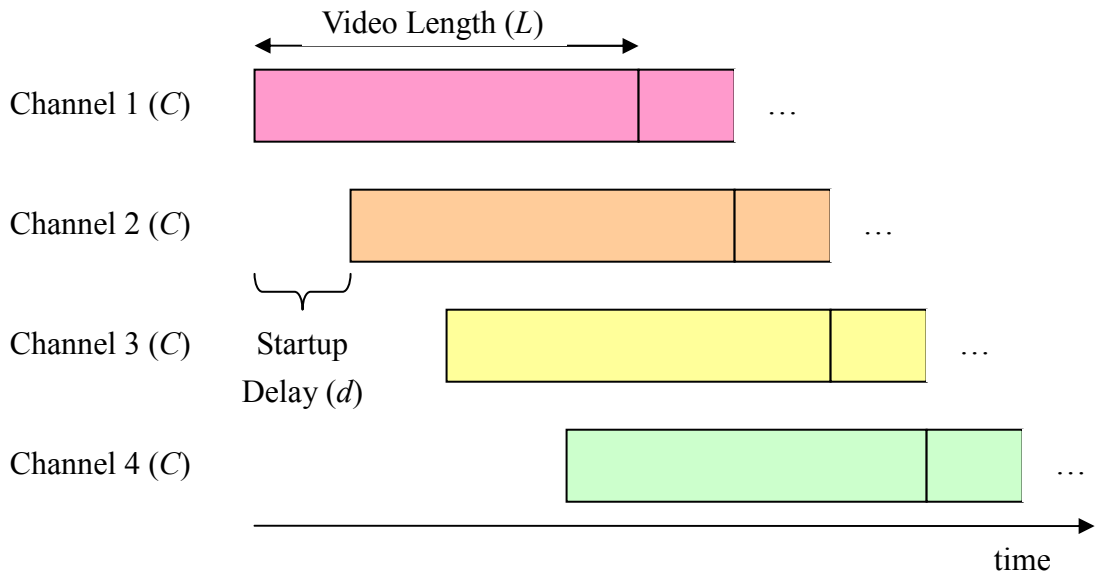 Video Length (L)
Channel 1 (C)
…
Channel 2 (C)
…
Channel 3 (C)
Startup
Delay (d)
…
Channel 4 (C)
…
time